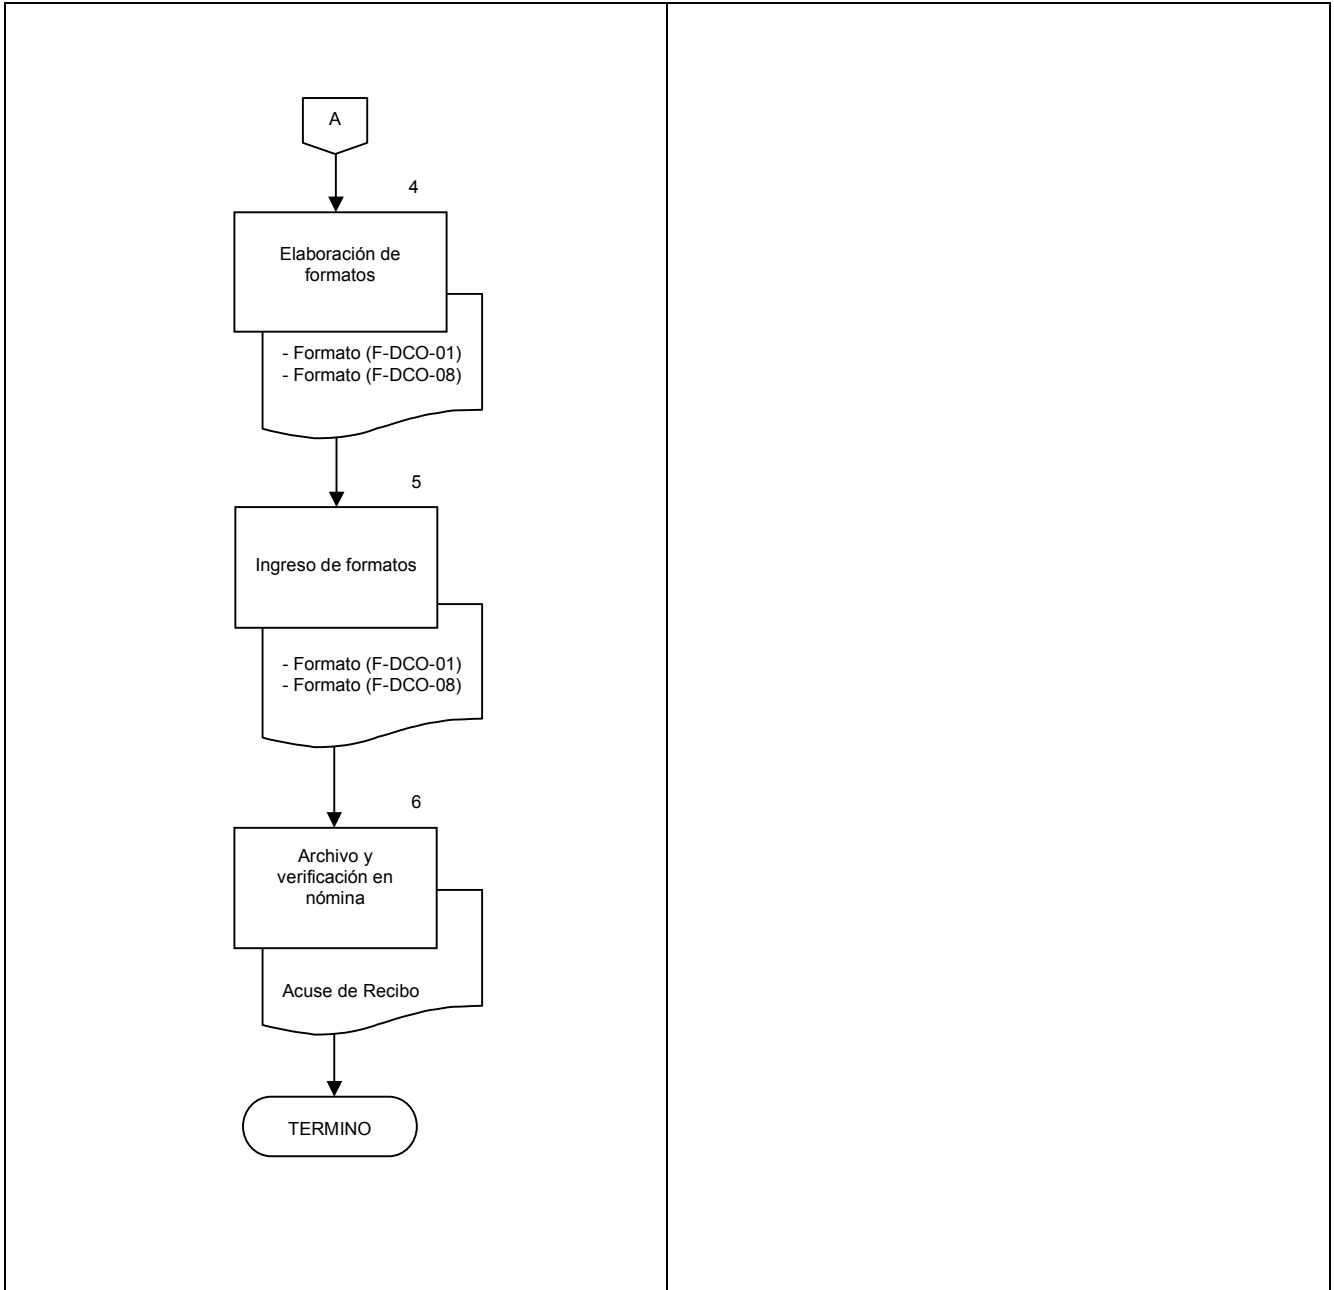 A
4
Elaboración de
formatos
- Formato (F-DCO-01)
- Formato (F-DCO-08)
5
Ingreso de formatos
- Formato (F-DCO-01)
- Formato (F-DCO-08)
6
Archivo y
verificación en
nómina
Acuse de Recibo
TERMINO